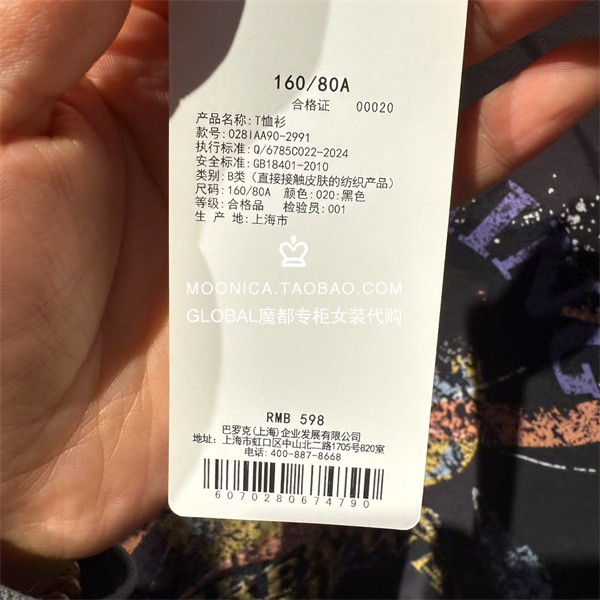 160/80A
合格证 00020
产品名称:T恤衫
款号:028IAA90-2991
执行标准:Q/6785C022-2024
安全标准:GB18401-2010
类别:B类(直接接触皮肤的纺织产品)
尺码:160/80A 颜色:020:黑色
等级:合格品 检验员:001
生 产 地:上海市
MOONICA.TAOBAO.COM
GLOBAL魔都专柜女装代购
RMB 598
巴罗克(上海)企业发展有限公司
地址: 上海市虹口区中山北二路1705号820室
电话:400-887-8668
6070280674790